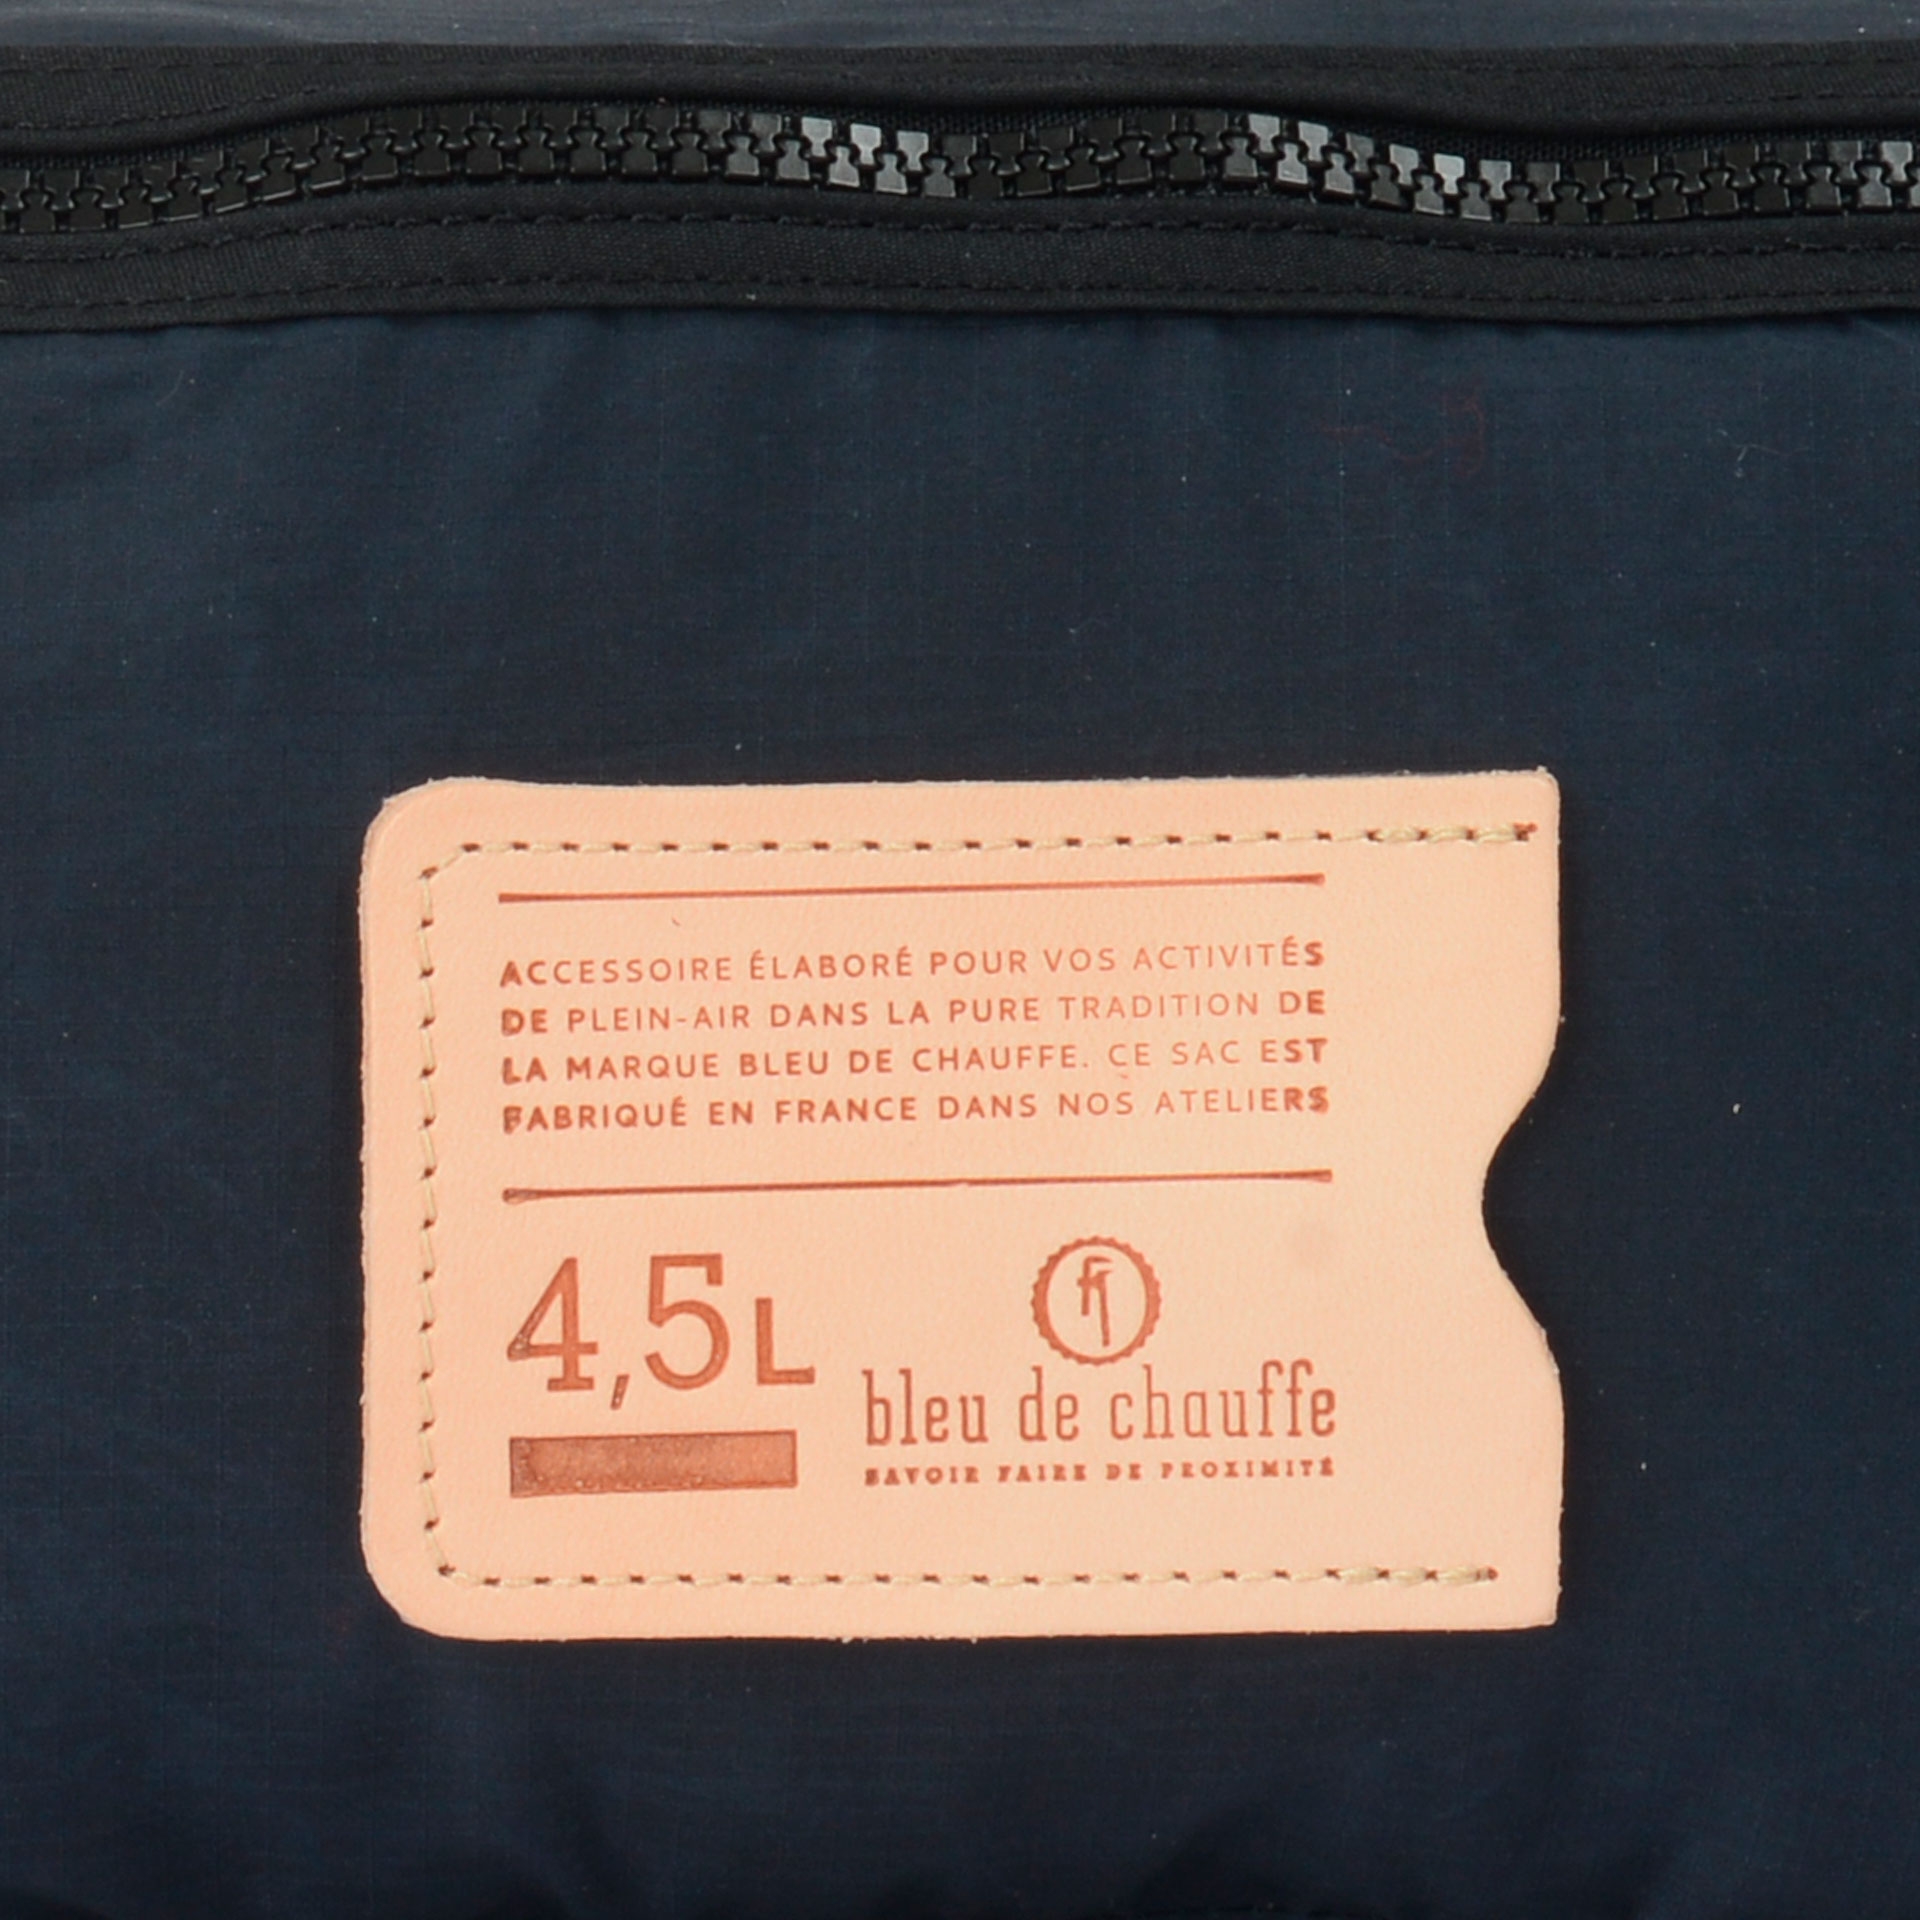 ACCESSOIRE ÉLABORÉ POUR VOS ACTIVITÉS
DE PLEIN-AIR DANS LA PURE TRADITION DE
LA MARQUE BLEU DE CHAUFFE. CE SAC EST
FABRIQUÉ EN FRANCE DANS NOS ATELIERS
4,5L
bleu de chauffe
SAVOIR FAIRE DE PROXIMITÉ